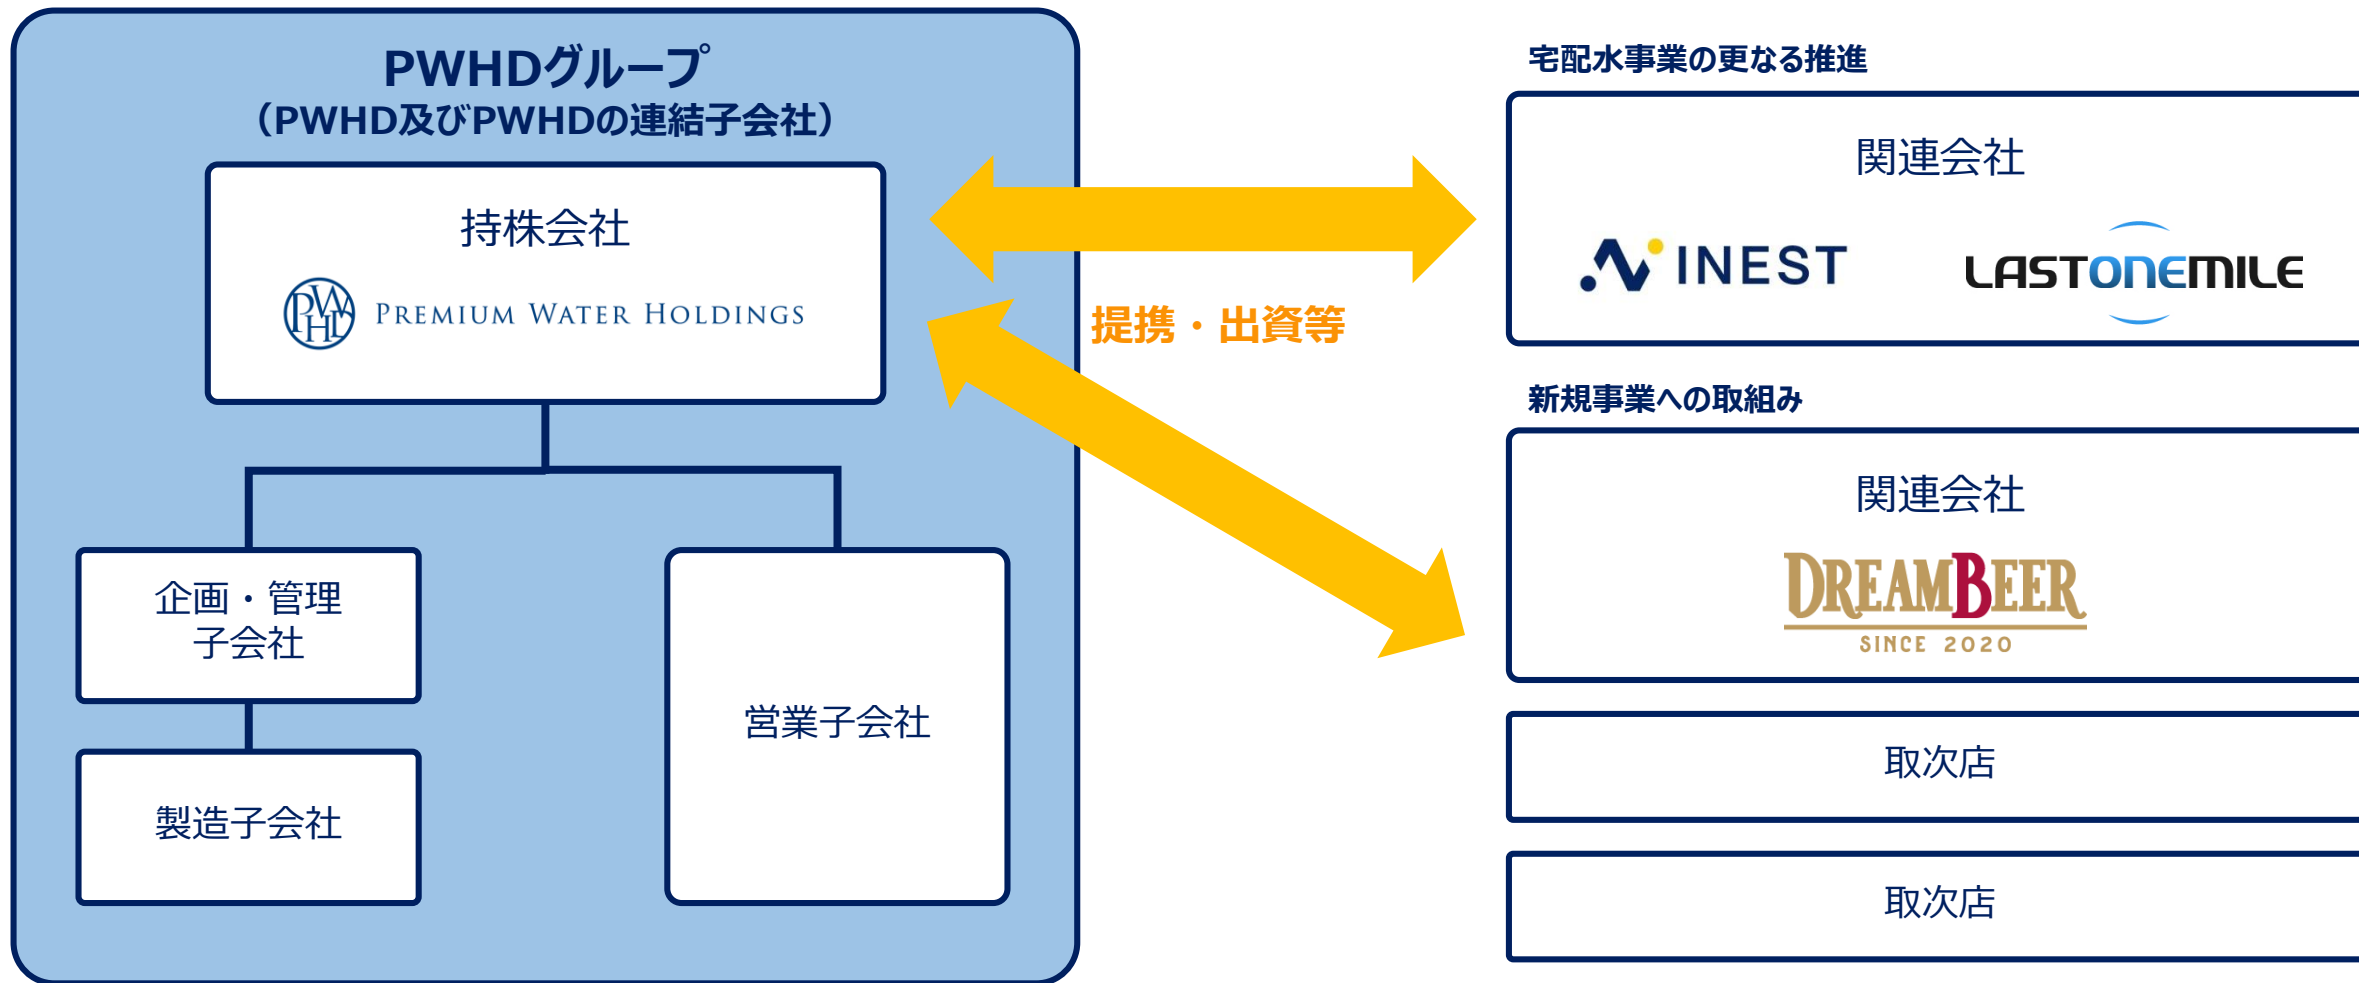 PWHDグループ
（PWHD及びPWHDの連結子会社）
持株会社
PWHD
PREMIUM WATER HOLDINGS
企画・管理
子会社
製造子会社
営業子会社
提携・出資等
宅配水事業の更なる推進
関連会社
INEST
LASTONEMILE
新規事業への取組み
関連会社
DREAMBEER
SINCE 2020
取次店
取次店